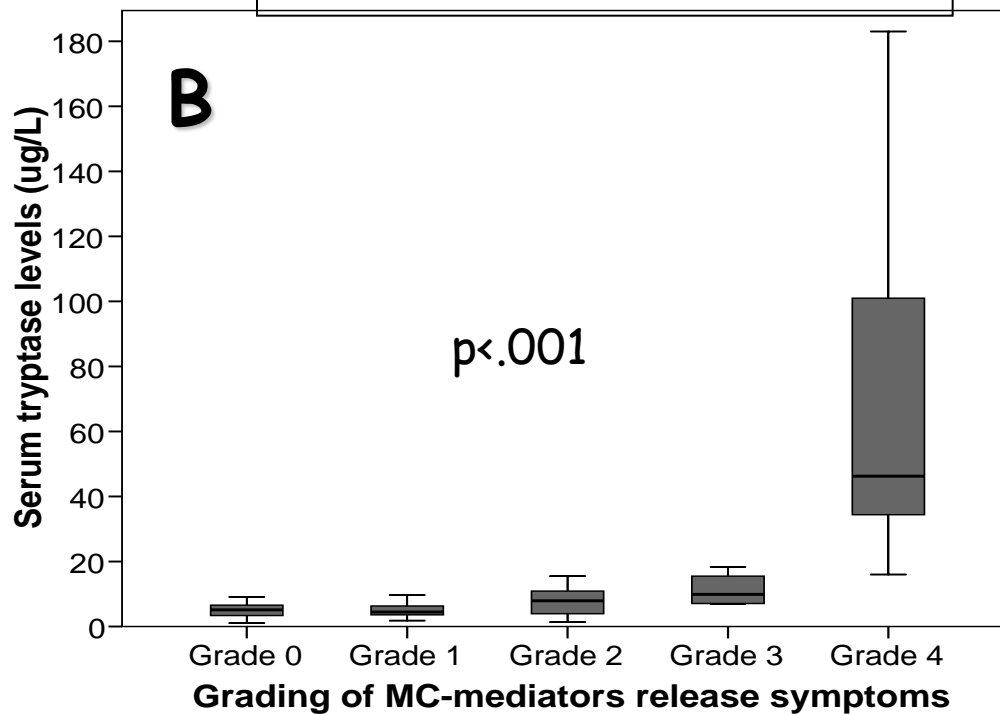 B
p<.001
Serum tryptase levels (ug/L)
180
160
140
120
100
80
60
40
20
0
Grade 0 Grade 1 Grade 2 Grade 3 Grade 4
Grading of MC-mediators release symptoms